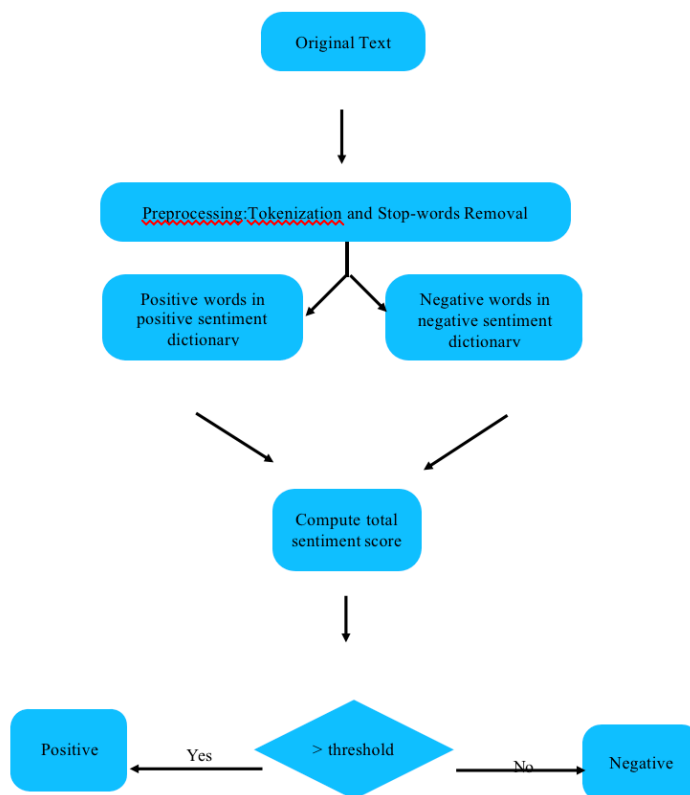 Original Text
Preprocessing:Tokenization and Stop-words Removal
Positive words in
positive sentiment
dictionary
Negative words in
negative sentiment
dictionary
Compute total
sentiment score
Positive
Yes
> threshold
No
Negative